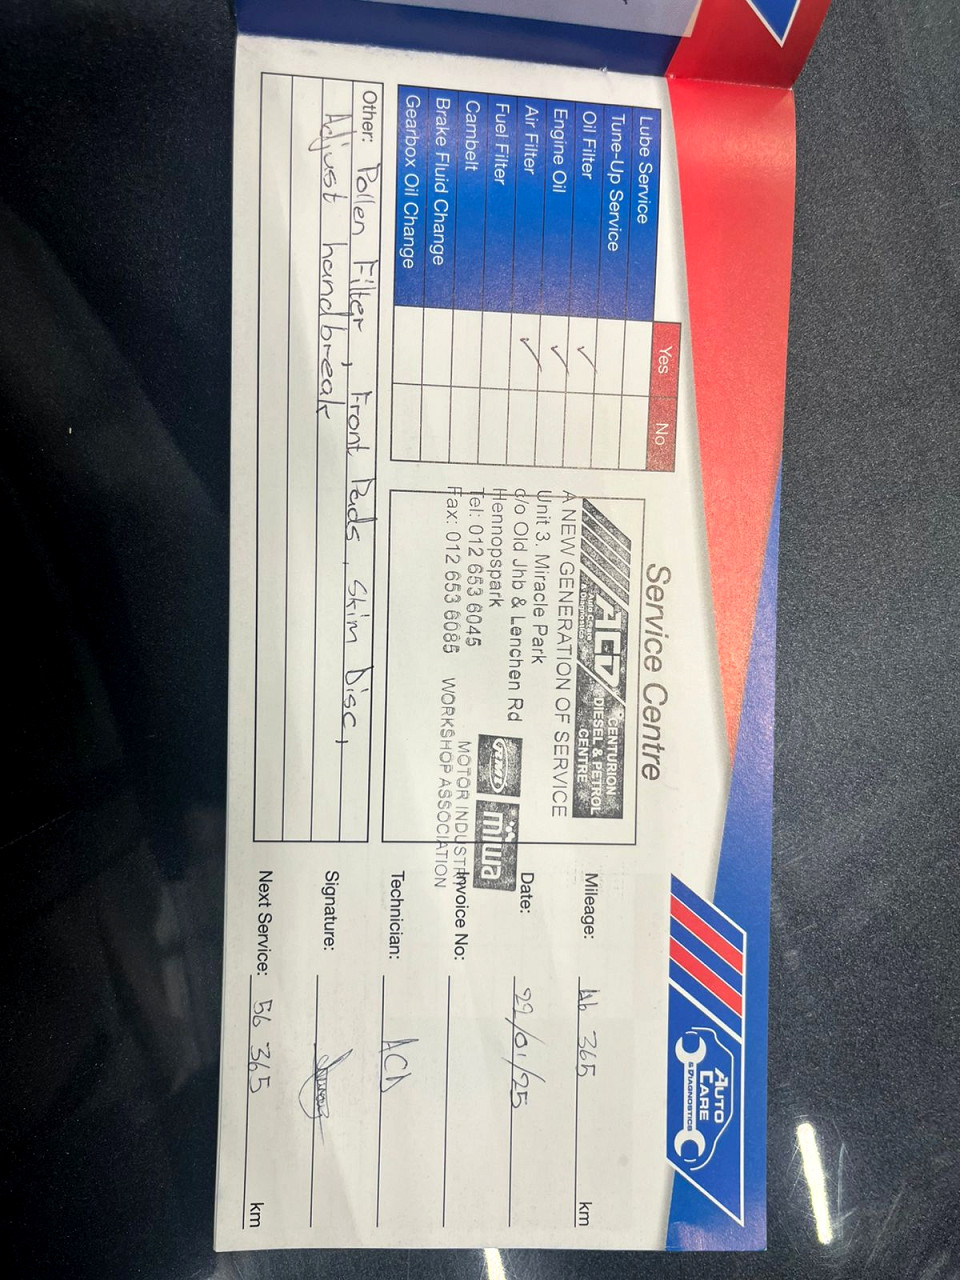 Service Centre
AUTO
CARE
& DIAGNOSTICS
Yes No
Lube Service
Tune-Up Service
Oil Filter ✓
Engine Oil ✓
Air Filter ✓
Fuel Filter
Cambelt
Brake Fluid Change
Gearbox Oil Change
ACD
Auto Care
& Diagnostics
CENTURION
DIESEL & PETROL
CENTRE
A NEW GENERATION OF SERVICE
Unit 3. Miracle Park
c/o Old Jhb & Lenchen Rd
Hennopspark
Tel: 012 653 6045
Fax: 012 653 6085
RMI
miwa
MOTOR INDUSTRY
WORKSHOP ASSOCIATION
Mileage: 46 365 km
Date: 29/01/25
Invoice No:
Technician: ACD
Signature:
Next Service: 56 365 km
Other: Pollen Filter, Front Pads, Skim Disc,
Adjust handbreak